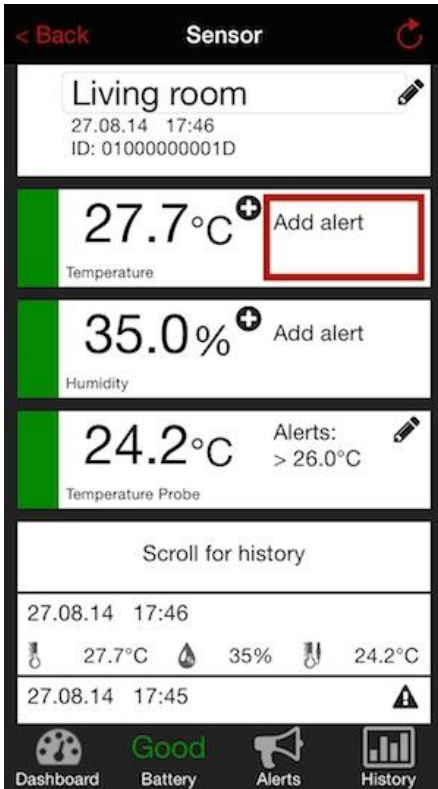 < Back Sensor
Living room
27.08.14 17:46
ID: 01000000001D
27.7°C Add alert
Temperature
35.0% Add alert
Humidity
24.2°C Alerts:
> 26.0°C
Temperature Probe
Scroll for history
27.08.14 17:46
27.7°C 35% 24.2°C
27.08.14 17:45
Good
Dashboard Battery Alerts History